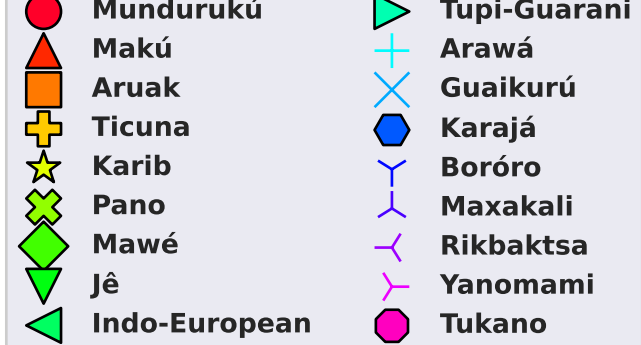 Mundurukú
Makú
Aruak
Ticuna
Karib
Pano
Mawé
Jê
Indo-European
Tupi-Guarani
Arawá
Guaikurú
Karajá
Boróro
Maxakali
Rikbaktsa
Yanomami
Tukano